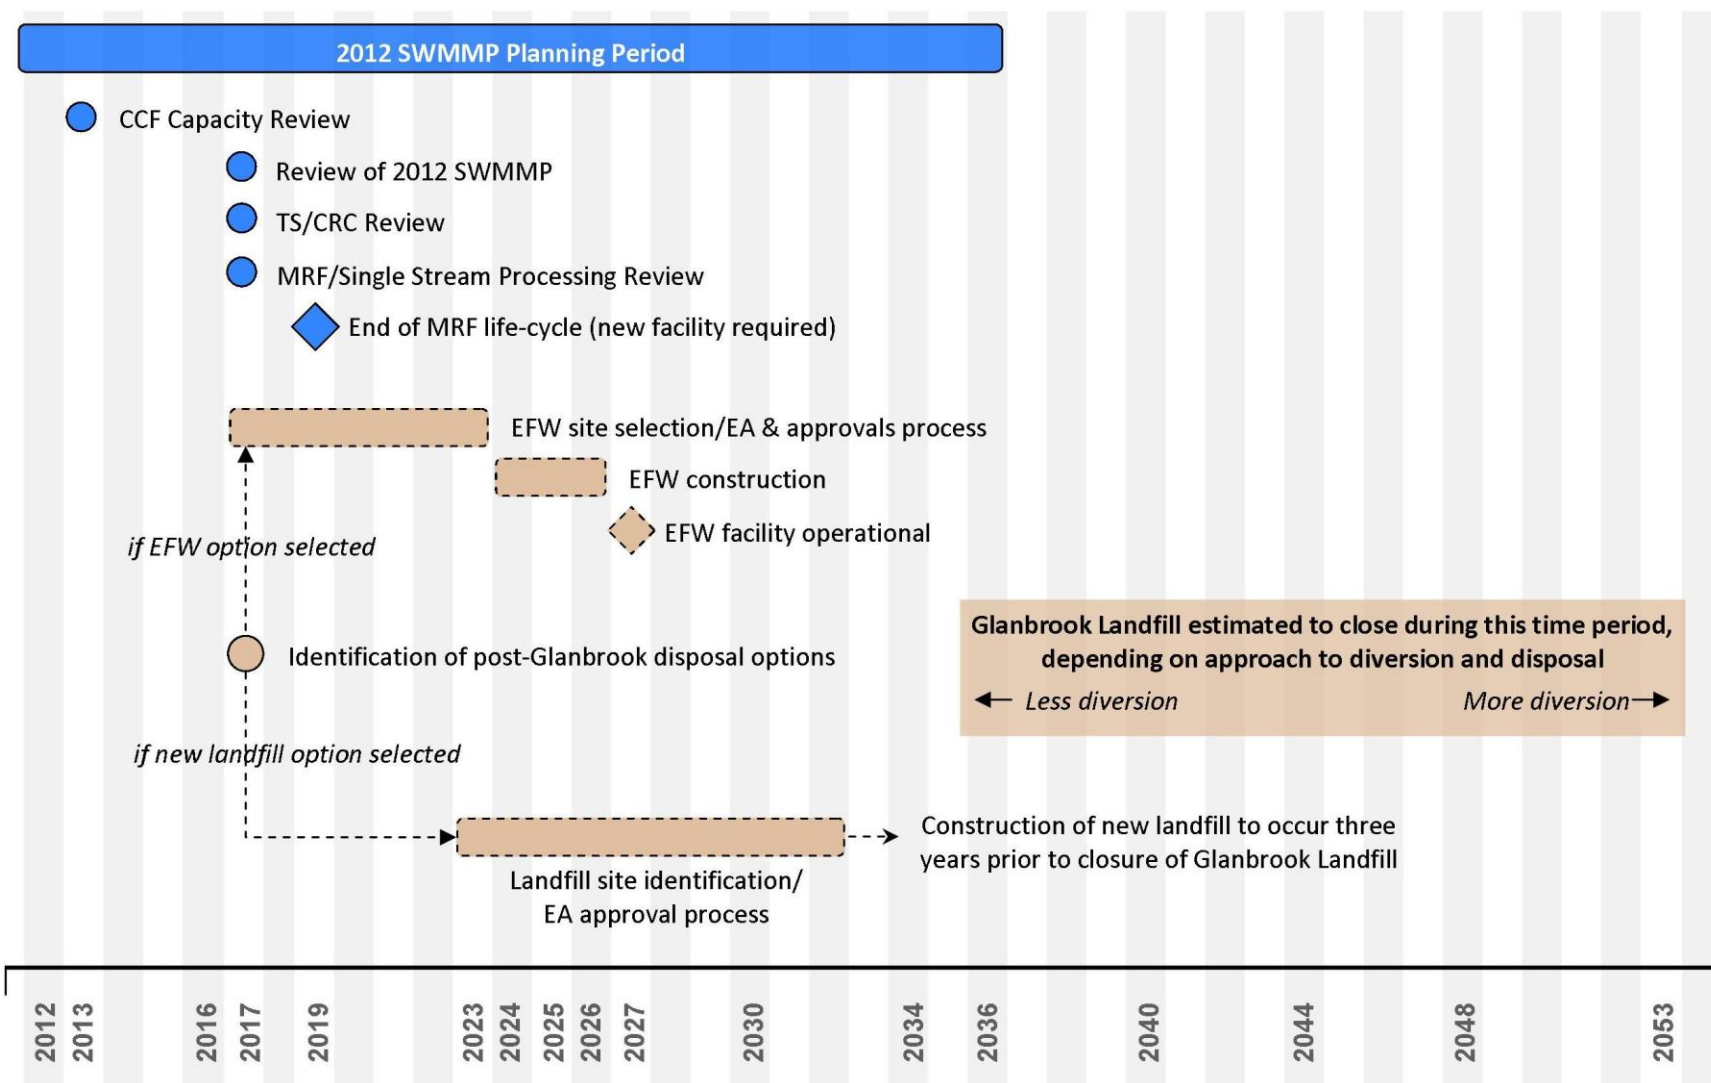 2012 SWMMP Planning Period
CCF Capacity Review
Review of 2012 SWMMP
TS/CRC Review
MRF/Single Stream Processing Review
End of MRF life-cycle (new facility required)
EFW site selection/EA & approvals process
EFW construction
EFW facility operational
if EFW option selected
Glanbrook Landfill estimated to close during this time period,
depending on approach to diversion and disposal
Less diversion
More diversion
Identification of post-Glanbrook disposal options
if new landfill option selected
Construction of new landfill to occur three
years prior to closure of Glanbrook Landfill
Landfill site identification/
EA approval process
2012
2013
2016
2017
2019
2023
2024
2025
2026
2027
2030
2034
2036
2040
2044
2048
2053